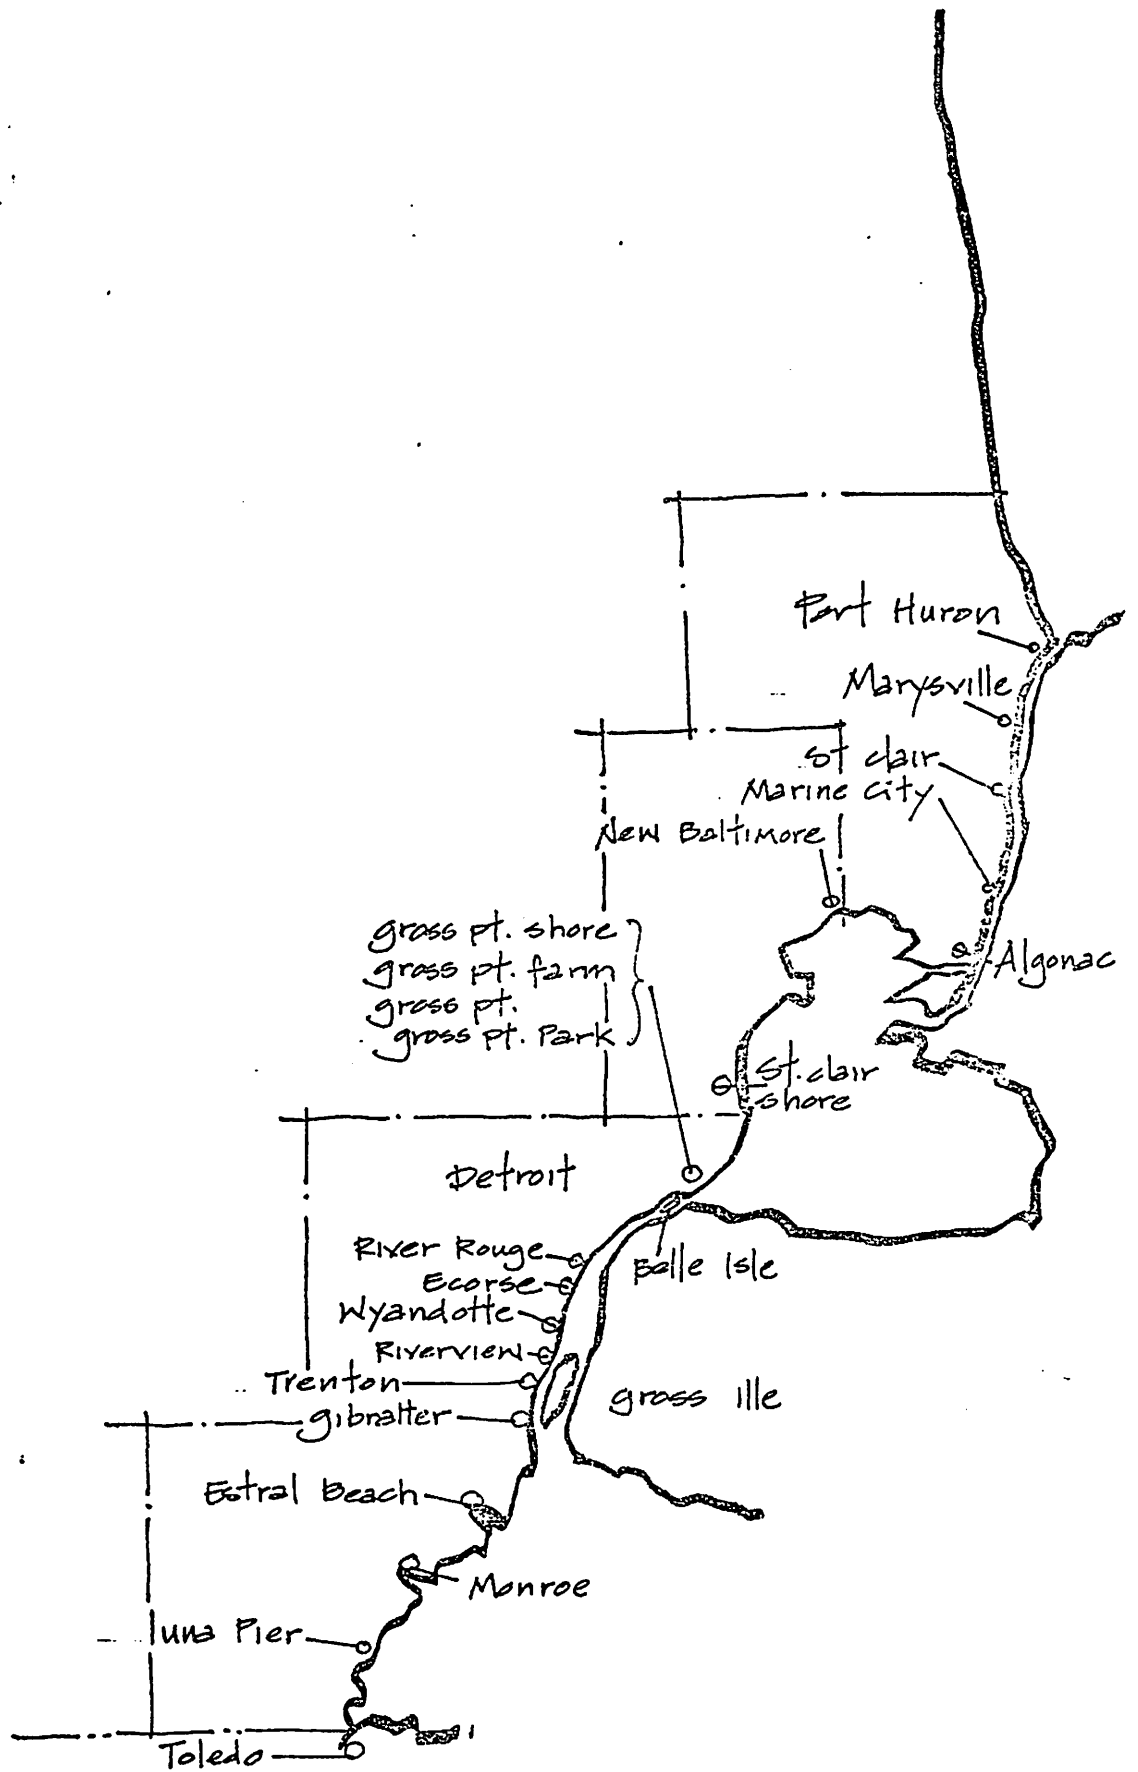 Port Huron
Marysville
St clair
Marine City
New Baltimore
gross pt. shore
gross pt. farm
gross pt.
gross pt. Park
Algonac
St. clair
shore
Detroit
River Rouge
Belle Isle
Ecorse
Wyandotte
Riverview
Trenton
gross Ille
gibralter
Estral Beach
Monroe
luna Pier
Toledo